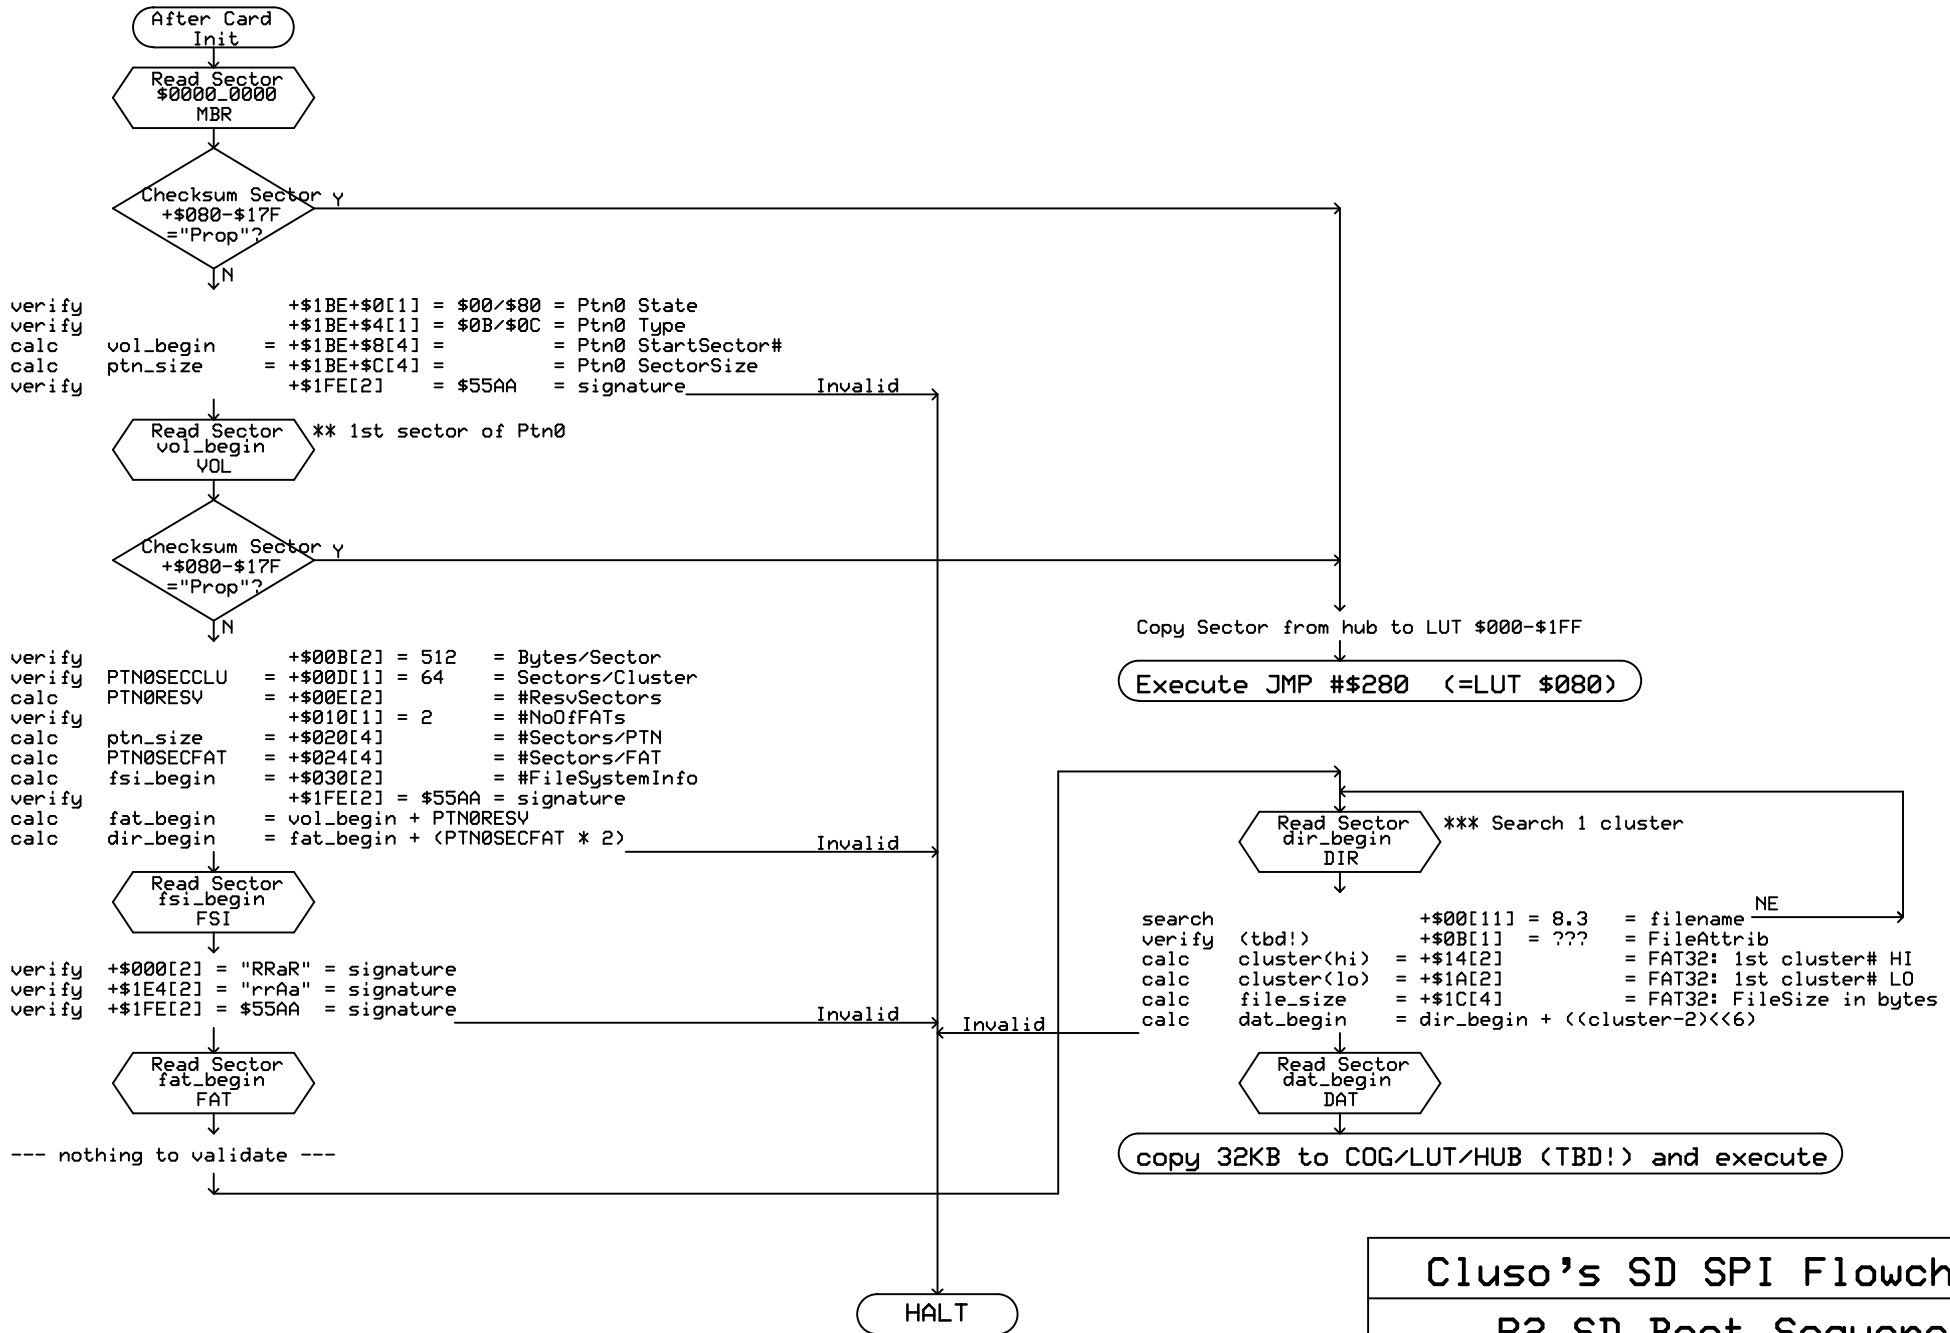 After Card
Init
Read Sector
$0000_0000
MBR
Checksum Sector Y
+$080-$17F
="Prop"?
N
verify +$1BE+$0[1] = $00/$80 = Ptn0 State
verify +$1BE+$4[1] = $0B/$0C = Ptn0 Type
calc vol_begin = +$1BE+$8[4] = = Ptn0 StartSector#
calc ptn_size = +$1BE+$C[4] = = Ptn0 SectorSize
verify +$1FE[2] = $55AA = signature Invalid
Read Sector ** 1st sector of Ptn0
vol_begin
VOL
Checksum Sector Y
+$080-$17F
="Prop"?
N
verify +$00B[2] = 512 = Bytes/Sector
verify PTN0SECCLU = +$00D[1] = 64 = Sectors/Cluster
calc PTN0RESV = +$00E[2] = #ResvSectors
verify +$010[1] = 2 = #NoOfFATs
calc ptn_size = +$020[4] = #Sectors/PTN
calc PTN0SECFAT = +$024[4] = #Sectors/FAT
calc fsi_begin = +$030[2] = #FileSystemInfo
verify +$1FE[2] = $55AA = signature
calc fat_begin = vol_begin + PTN0RESV
calc dir_begin = fat_begin + (PTN0SECFAT * 2) Invalid
Read Sector
fsi_begin
FSI
verify +$000[2] = "RRaR" = signature
verify +$1E4[2] = "rrAa" = signature
verify +$1FE[2] = $55AA = signature Invalid
Read Sector
fat_begin
FAT
--- nothing to validate ---
Copy Sector from hub to LUT $000-$1FF
Execute JMP #$280 (=LUT $080)
Read Sector *** Search 1 cluster
dir_begin
DIR
NE
search +$00[11] = 8.3 = filename
verify (tbd!) +$0B[1] = ??? = FileAttrib
calc cluster(hi) = +$14[2] = FAT32: 1st cluster# HI
calc cluster(lo) = +$1A[2] = FAT32: 1st cluster# LO
calc file_size = +$1C[4] = FAT32: FileSize in bytes
calc dat_begin = dir_begin + ((cluster-2)<<6)
Invalid
Read Sector
dat_begin
DAT
copy 32KB to COG/LUT/HUB (TBD!) and execute
HALT
Cluso's SD SPI Flowch
P2 SD Boot Sequenc